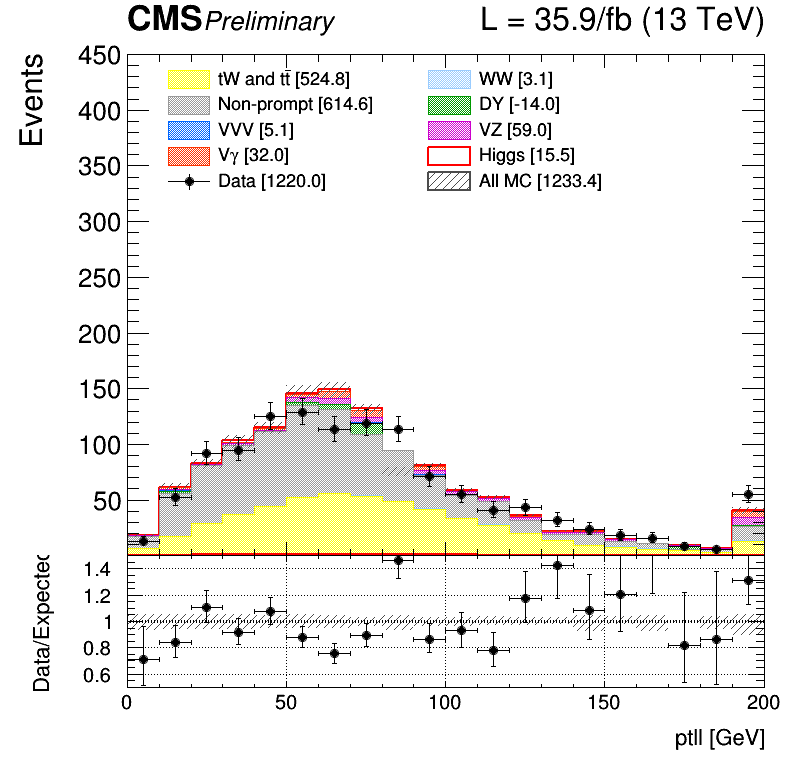 CMS Preliminary L = 35.9/fb (13 TeV)
Events
450
400
350
300
250
200
150
100
50
tW and tt̄ [524.8]
Non-prompt [614.6]
VVV [5.1]
Vγ [32.0]
Data [1220.0]
WW [3.1]
DY [-14.0]
VZ [59.0]
Higgs [15.5]
All MC [1233.4]
Data/Expected
1.4
1.2
1
0.8
0.6
0 50 100 150 200
ptll [GeV]